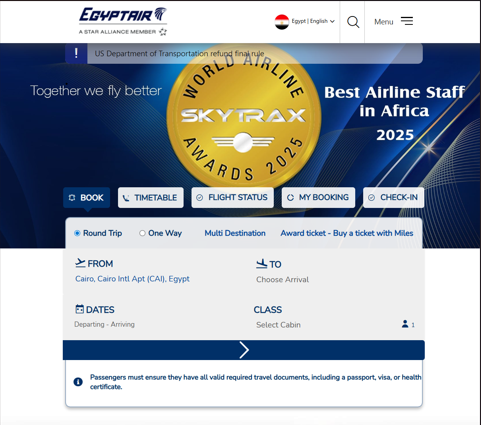 EGYPTAIR
A STAR ALLIANCE MEMBER
Egypt | English
Menu
! US Department of Transportation refund final rule
Together we fly better
WORLD AIRLINE
SKYTRAX
AWARDS 2025
Best Airline Staff
in Africa
2025
BOOK
TIMETABLE
FLIGHT STATUS
MY BOOKING
CHECK-IN
Round Trip
One Way
Multi Destination
Award ticket - Buy a ticket with Miles
FROM
Cairo, Cairo Intl Apt (CAI), Egypt
TO
Choose Arrival
DATES
Departing - Arriving
CLASS
Select Cabin
1
Passengers must ensure they have all valid required travel documents, including a passport, visa, or health
certificate.